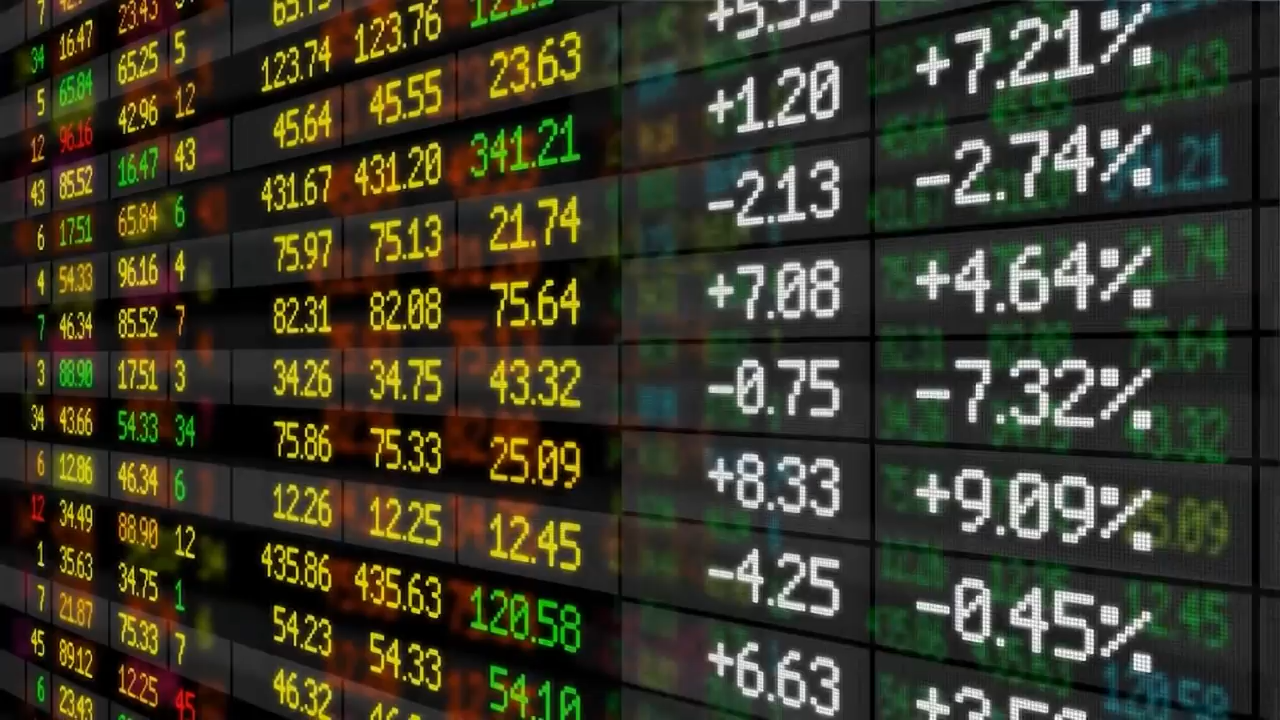 7
34 16.47 23.43
5 65.84 65.25 5
12 96.16 42.96 12 123.74 123.76
43 85.52 16.47 43 45.64 45.55 23.63
6 17.51 65.84 6 431.67 431.20 341.21 +1.20 +7.21%
4 54.33 96.16 4 75.97 75.13 21.74 -2.13 -2.74%
7 46.34 85.52 7 82.31 82.08 75.64 +7.08 +4.64%
3 88.90 17.51 3 34.26 34.75 43.32 -0.75 -7.32%
34 43.66 54.33 34 75.86 75.33 25.09 +8.33 +9.09%
6 12.86 46.34 6 12.26 12.25 12.45 -4.25 -0.45%
12 34.49 88.90 12 435.86 435.63 120.58 +6.63
1 35.63 34.75 1 54.23 54.33 54.10
7 21.87 75.33 7 46.32
45 89.12 12.25 45
6 23.43